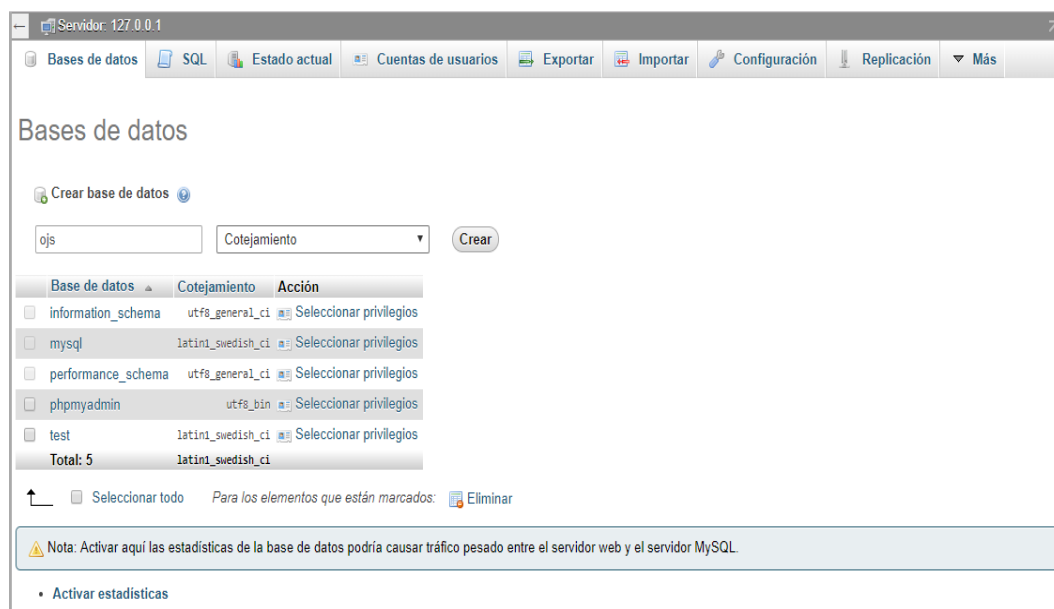 Servidor: 127.0.0.1
Bases de datos SQL Estado actual Cuentas de usuarios Exportar Importar Configuración Replicación Más
Bases de datos
Crear base de datos
ojs Cotejamiento Crear
Base de datos Cotejamiento Acción
information_schema utf8_general_ci Seleccionar privilegios
mysql latin1_swedish_ci Seleccionar privilegios
performance_schema utf8_general_ci Seleccionar privilegios
phpmyadmin utf8_bin Seleccionar privilegios
test latin1_swedish_ci Seleccionar privilegios
Total: 5 latin1_swedish_ci
Seleccionar todo Para los elementos que están marcados: Eliminar
Nota: Activar aquí las estadísticas de la base de datos podría causar tráfico pesado entre el servidor web y el servidor MySQL.
• Activar estadísticas